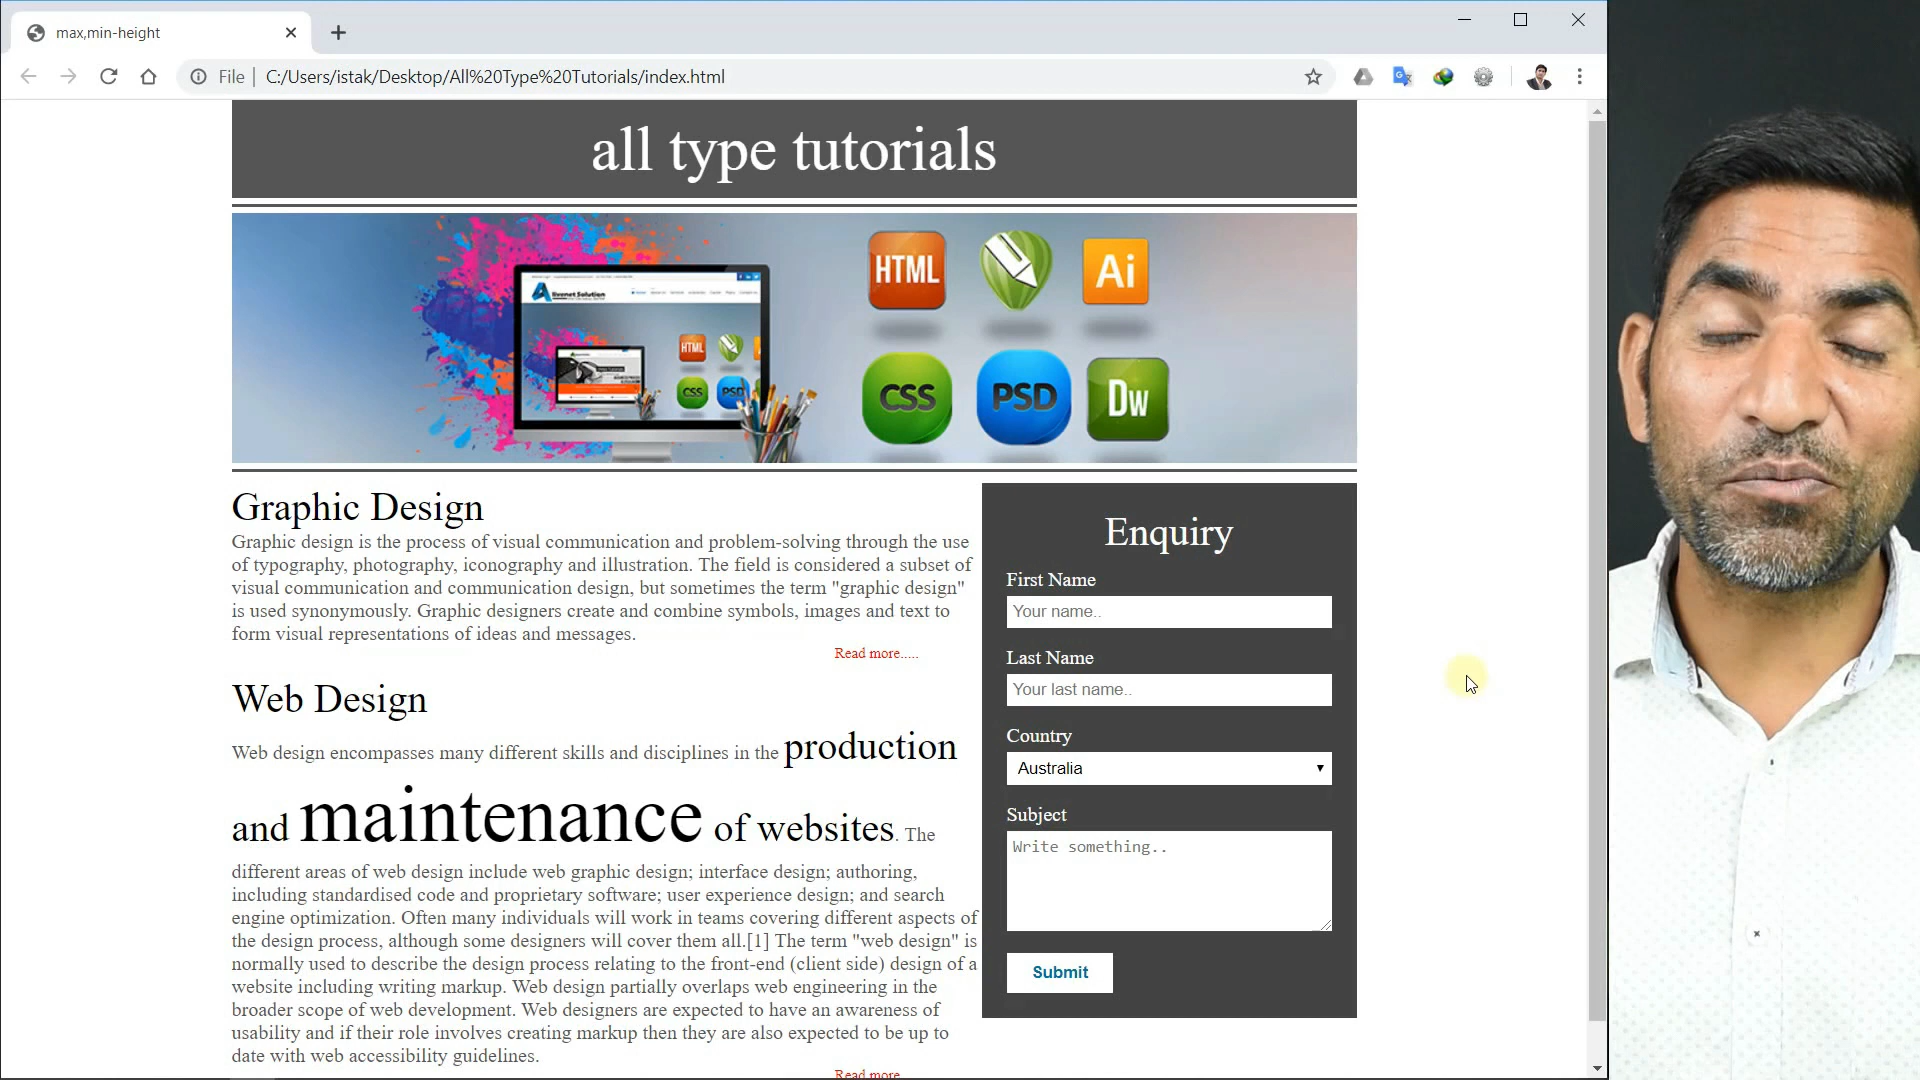 max,min-height
File
C:/Users/istak/Desktop/All%20Type%20Tutorials/index.html
all type tutorials
HTML
Ai
livenet Solution
HTML
CSS
PSD
CSS
PSD
Dw
Graphic Design
Graphic design is the process of visual communication and problem-solving through the use
of typography, photography, iconography and illustration. The field is considered a subset of
visual communication and communication design, but sometimes the term "graphic design"
is used synonymously. Graphic designers create and combine symbols, images and text to
form visual representations of ideas and messages.
Read more.....
Web Design
Web design encompasses many different skills and disciplines in the production
and maintenance of websites. The
different areas of web design include web graphic design; interface design; authoring,
including standardised code and proprietary software; user experience design; and search
engine optimization. Often many individuals will work in teams covering different aspects of
the design process, although some designers will cover them all.[1] The term "web design" is
normally used to describe the design process relating to the front-end (client side) design of a
website including writing markup. Web design partially overlaps web engineering in the
broader scope of web development. Web designers are expected to have an awareness of
usability and if their role involves creating markup then they are also expected to be up to
date with web accessibility guidelines.
Read more
Enquiry
First Name
Your name..
Last Name
Your last name..
Country
Australia
Subject
Write something..
Submit